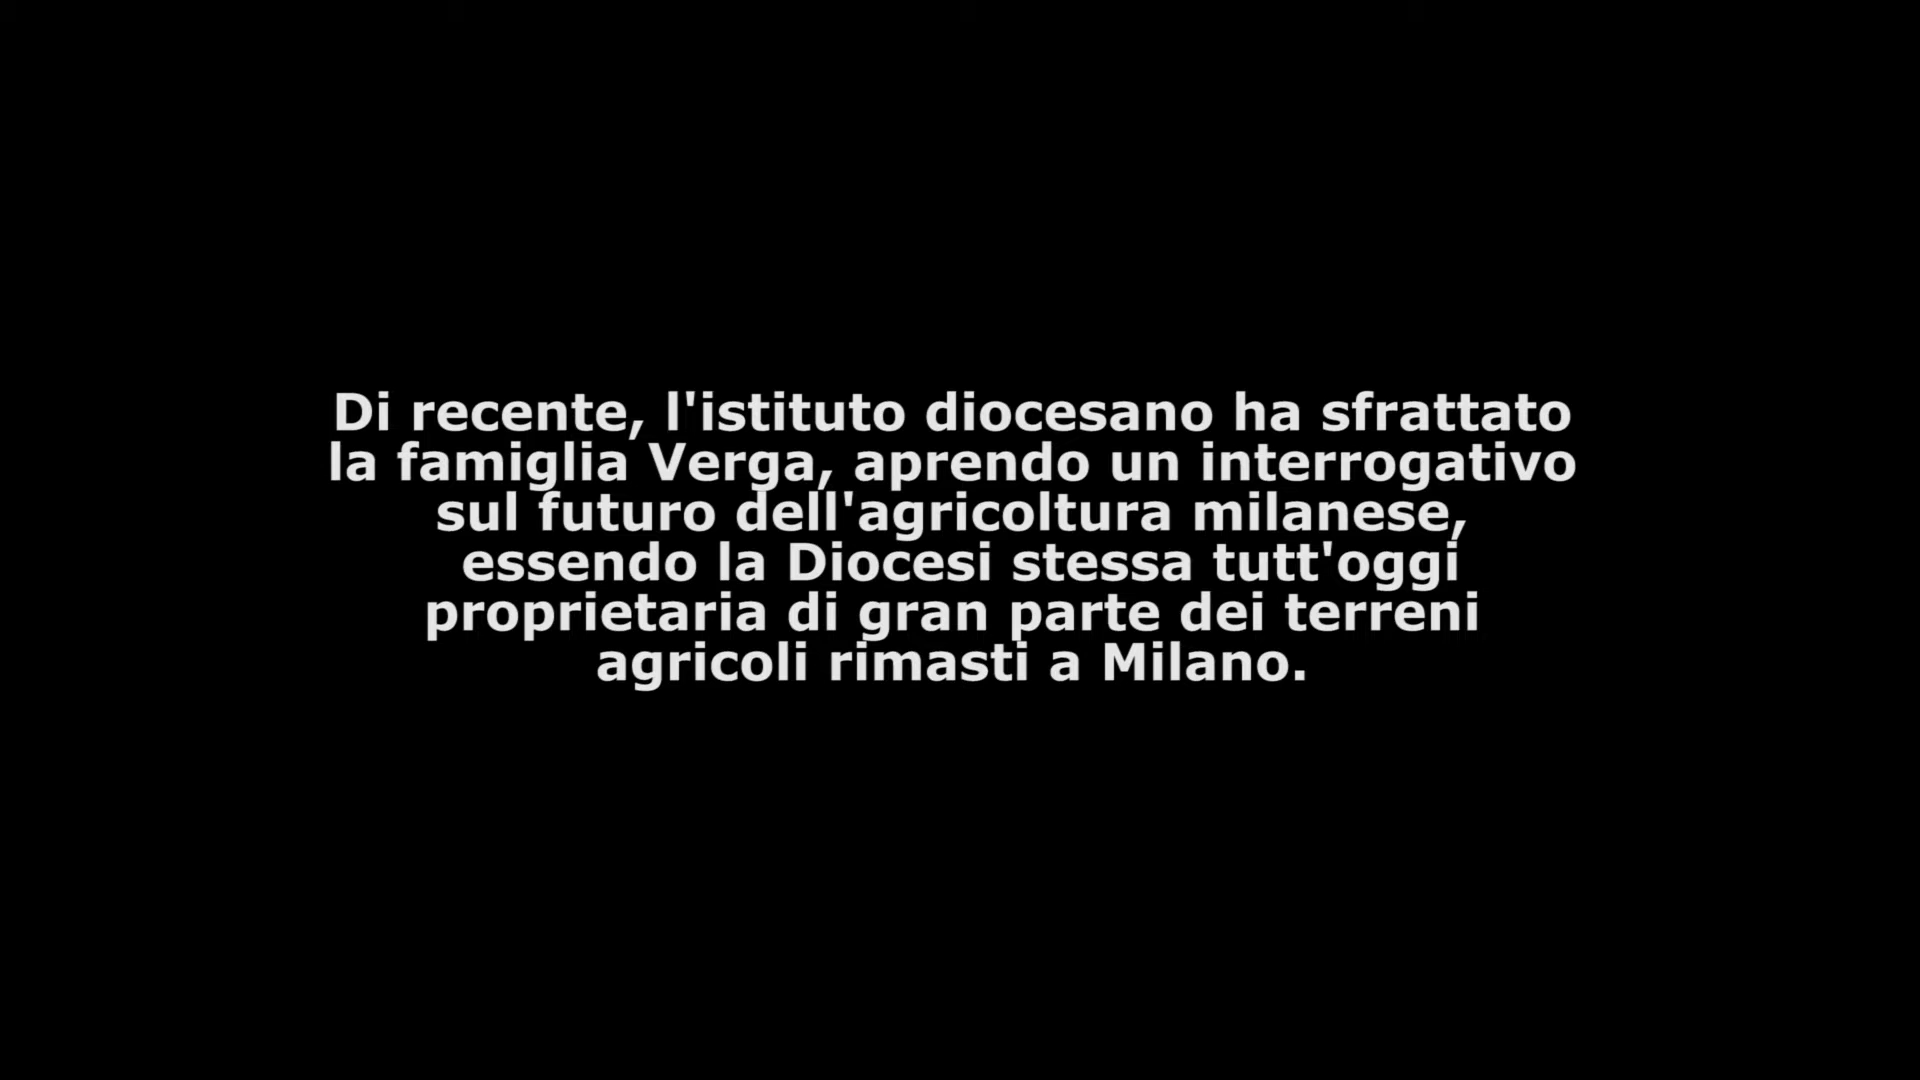 Di recente, l'istituto diocesano ha sfrattato
la famiglia Verga, aprendo un interrogativo
sul futuro dell'agricoltura milanese,
essendo la Diocesi stessa tutt'oggi
proprietaria di gran parte dei terreni
agricoli rimasti a Milano.